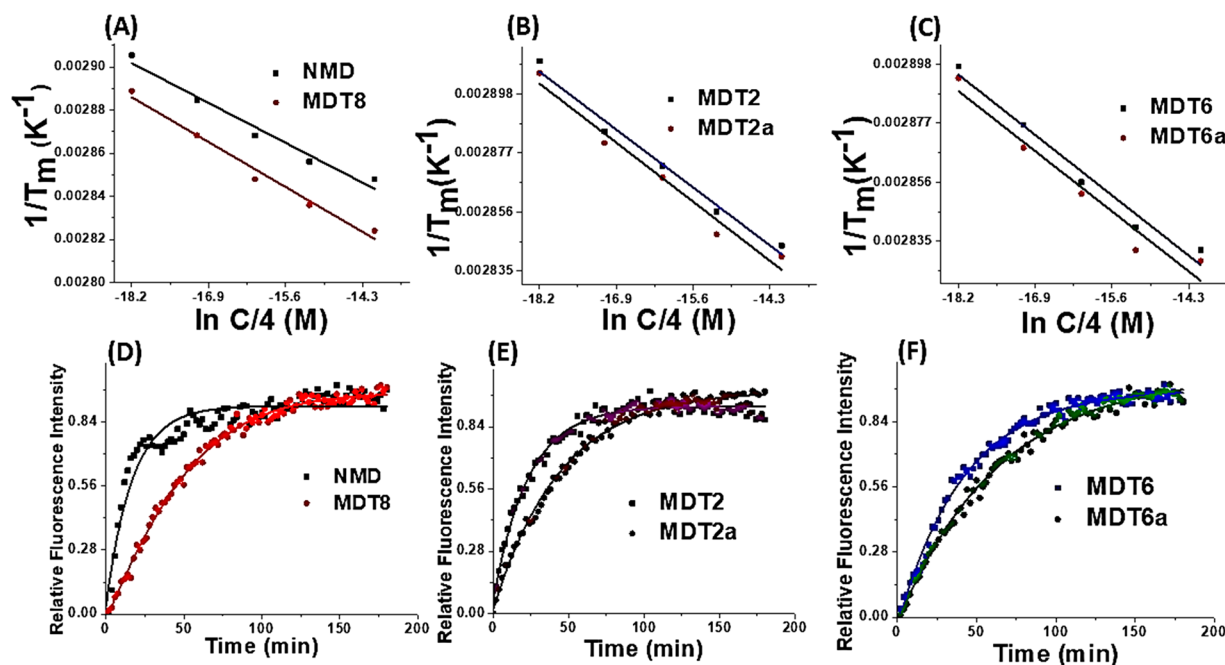 (A)
1/Tm (K-1)
0.00290
0.00288
0.00286
0.00284
0.00282
0.00280
NMD
MDT8
-18.2 -16.9 -15.6 -14.3
ln C/4 (M)
(B)
1/Tm(K-1)
0.002898
0.002877
0.002856
0.002835
MDT2
MDT2a
-18.2 -16.9 -15.6 -14.3
ln C/4 (M)
(C)
1/Tm(K-1)
0.002898
0.002877
0.002856
0.002835
MDT6
MDT6a
-18.2 -16.9 -15.6 -14.3
ln C/4 (M)
(D)
Relative Fluorescence Intensity
0.84
0.56
0.28
0.00
NMD
MDT8
0 50 100 150 200
Time (min)
(E)
Relative Fluorescence Intensity
0.84
0.56
0.28
0.00
MDT2
MDT2a
0 50 100 150 200
Time (min)
(F)
Relative Fluorescence Intensity
0.84
0.56
0.28
0.00
MDT6
MDT6a
0 50 100 150 200
Time (min)